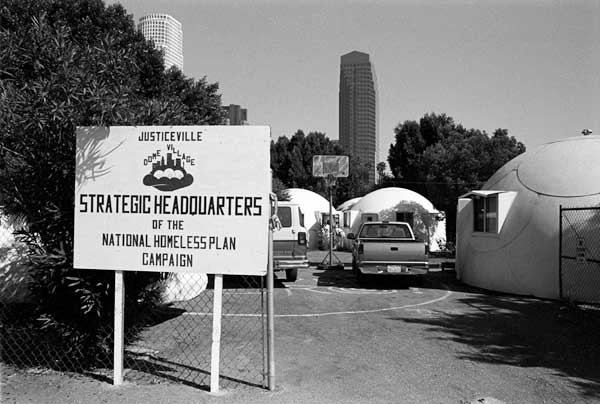 JUSTICEVILLE
DOME VILLAGE
STRATEGIC HEADQUARTERS
OF THE
NATIONAL HOMELESS PLAN
CAMPAIGN